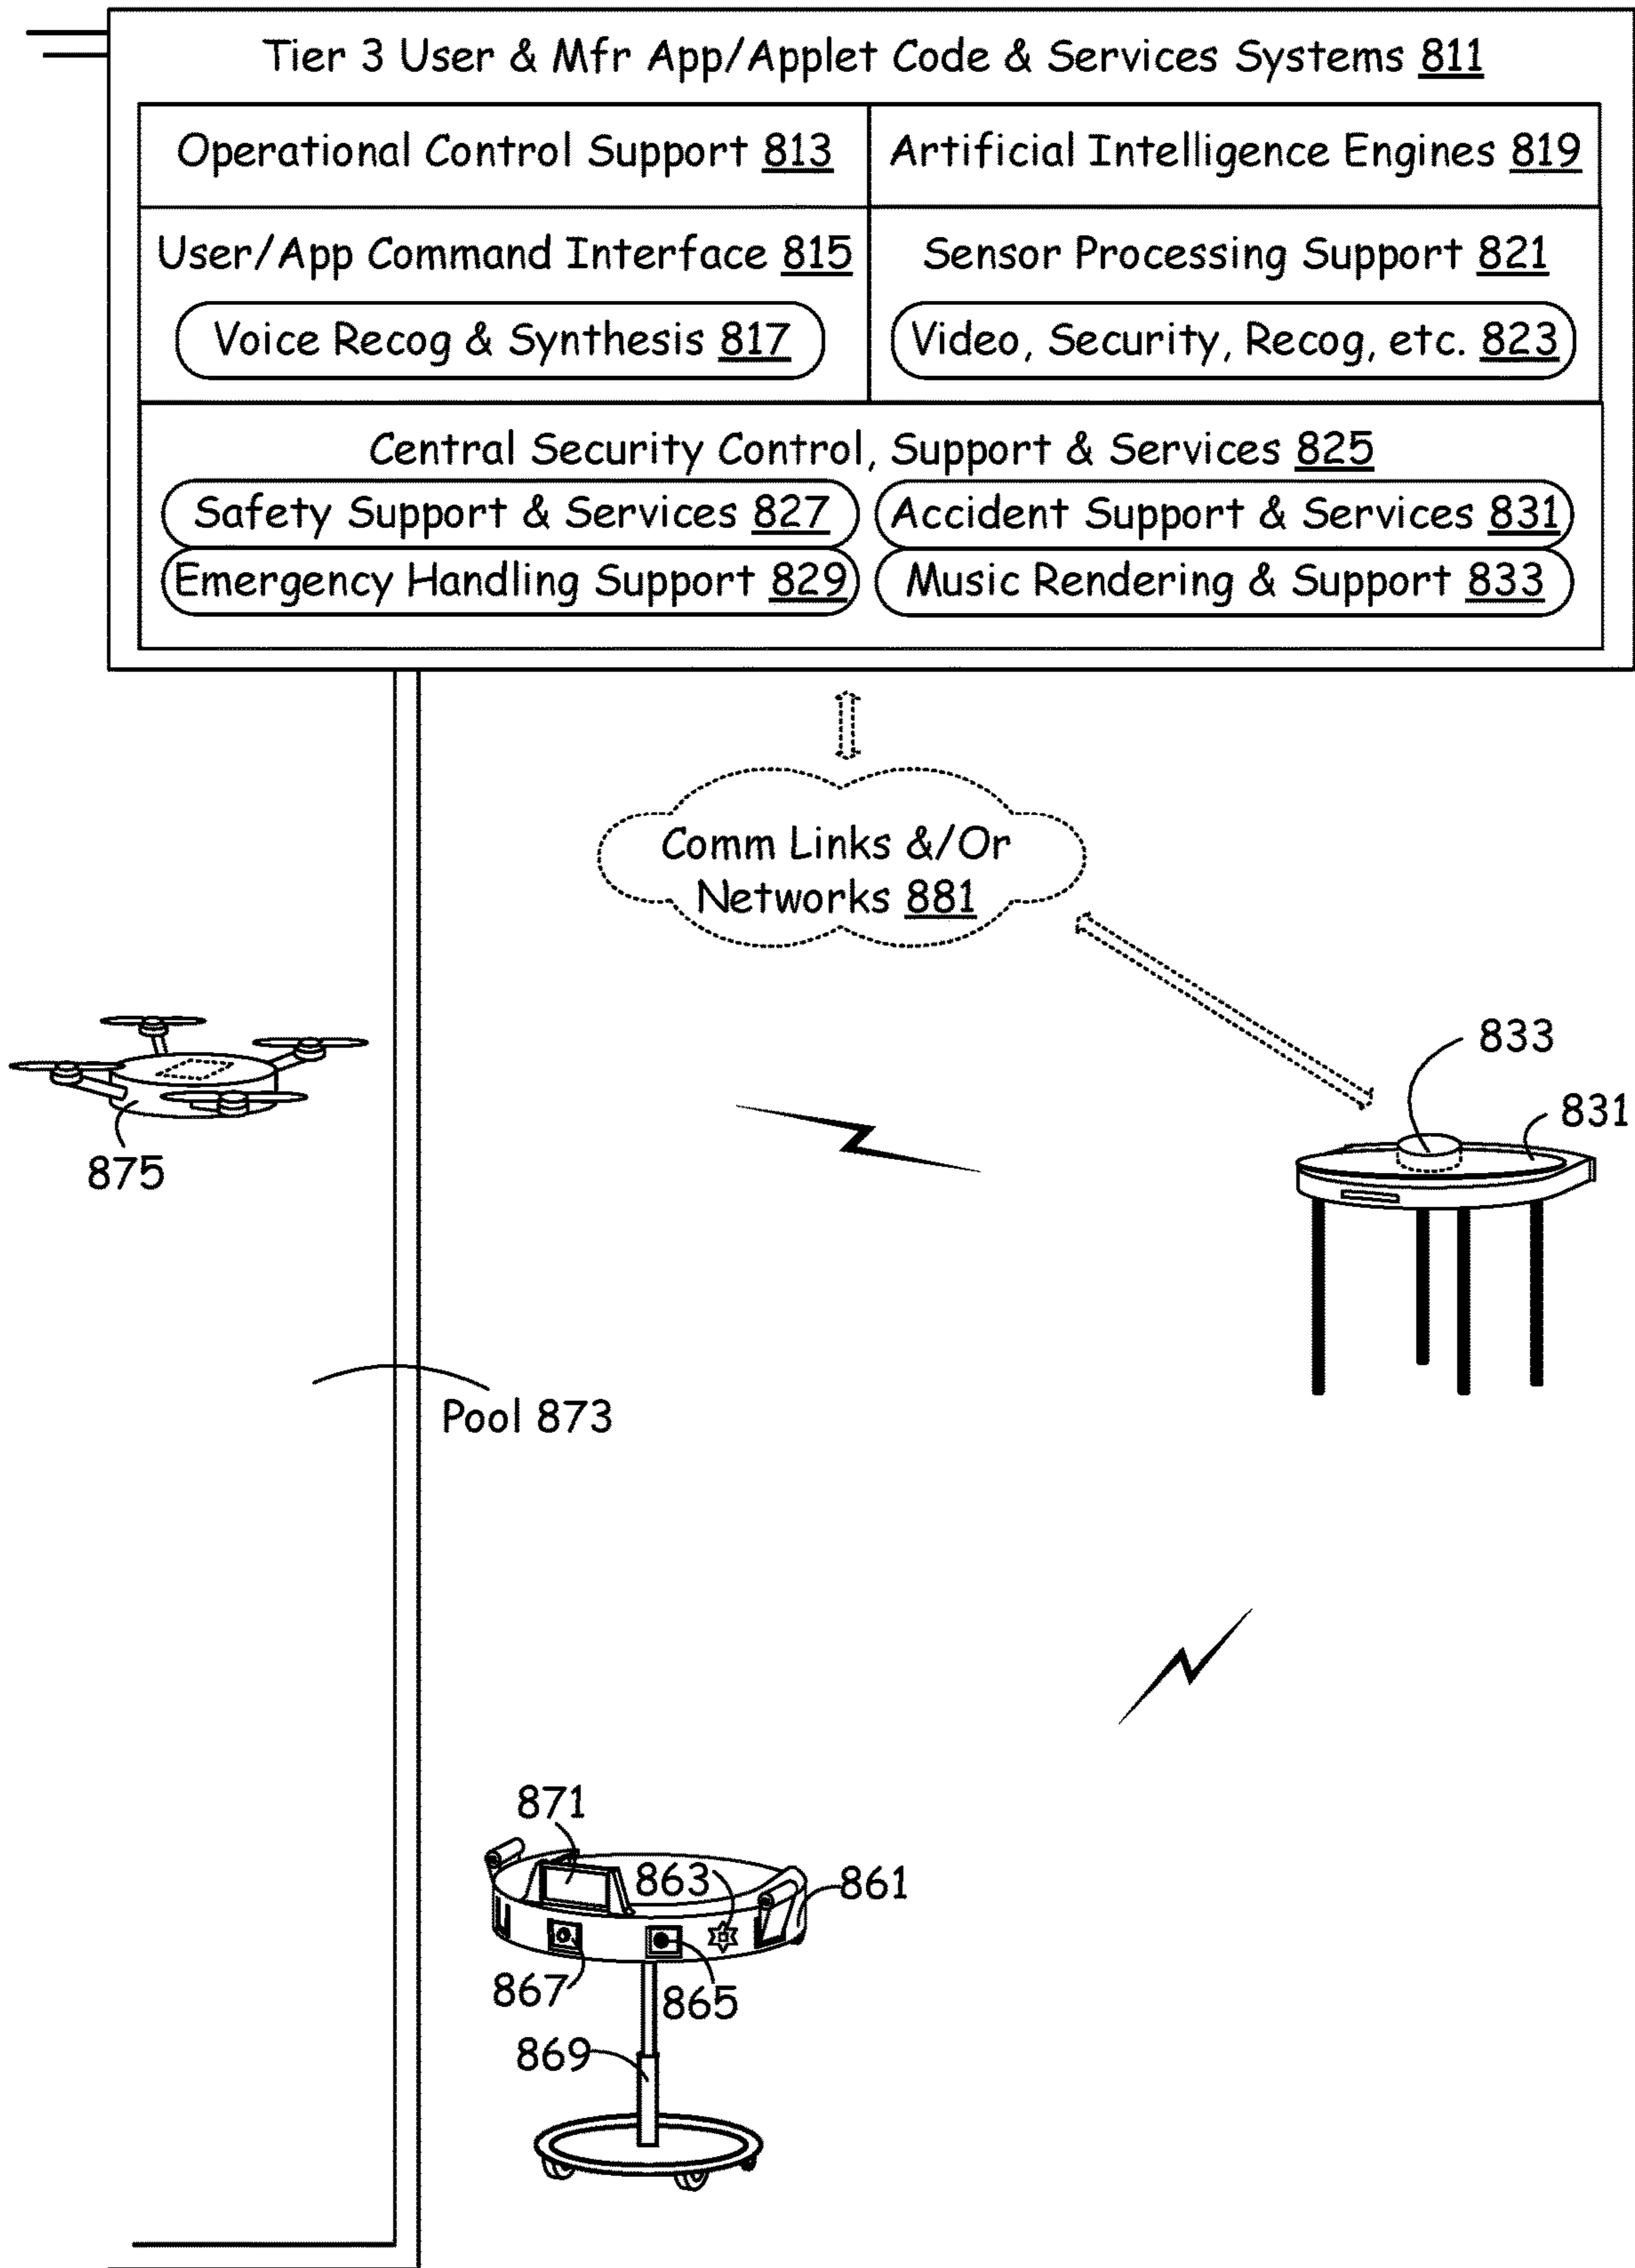 Tier 3 User & Mfr App/Applet Code & Services Systems 811
Operational Control Support 813
Artificial Intelligence Engines 819
User/App Command Interface 815
Voice Recog & Synthesis 817
Sensor Processing Support 821
Video, Security, Recog, etc. 823
Central Security Control, Support & Services 825
Safety Support & Services 827
Accident Support & Services 831
Emergency Handling Support 829
Music Rendering & Support 833
Comm Links &/Or
Networks 881
833
831
875
Pool 873
871
863
861
867
865
869